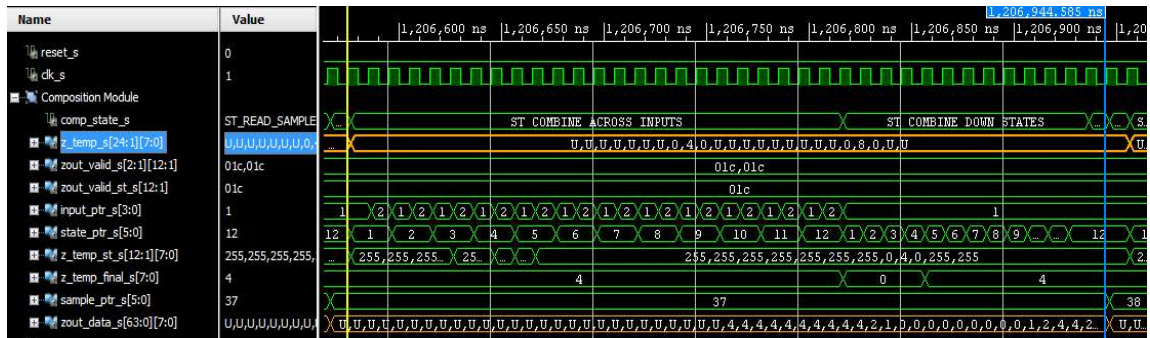 Name Value 1,206,944.585 ns
1,206,600 ns 1,206,650 ns 1,206,700 ns 1,206,750 ns 1,206,800 ns 1,206,850 ns 1,206,900 ns 1,20
reset_s 0
clk_s 1
Composition Module
comp_state_s ST_READ_SAMPLE ... ST COMBINE ACROSS INPUTS ST COMBINE DOWN STATES ... ... S...
z_temp_s[24:1][7:0] U,U,U,U,U,U,U,0, ... U,U,U,U,U,U,U,0,4,0,U,U,U,U,U,U,U,U,U,0,8,0,U,U U...
zout_valid_s[2:1][12:1] 01c,01c 01c,01c
zout_valid_st_s[12:1] 01c 01c
input_ptr_s[3:0] 1 1 2 1 2 1 2 1 2 1 2 1 2 1 2 1 2 1 2 1 2 1 2 1 2 1
state_ptr_s[5:0] 12 12 1 2 3 4 5 6 7 8 9 10 11 12 1 2 3 4 5 6 7 8 9 ... ... 12 1
z_temp_st_s[12:1][7:0] 255,255,255,255, ... 255,255,255... 25... ... ... 255,255,255,255,255,255,0,4,0,255,255 2...
z_temp_final_s[7:0] 4 4 0 4
sample_ptr_s[5:0] 37 37 38
zout_data_s[63:0][7:0] U,U,U,U,U,U,U,U, U,U,U,U,U,U,U,U,U,U,U,U,U,U,U,U,U,U,U,U,U,4,4,4,4,4,4,4,4,4,4,2,1,0,0,0,0,0,0,0,0,0,1,2,4,4,2... U,U...